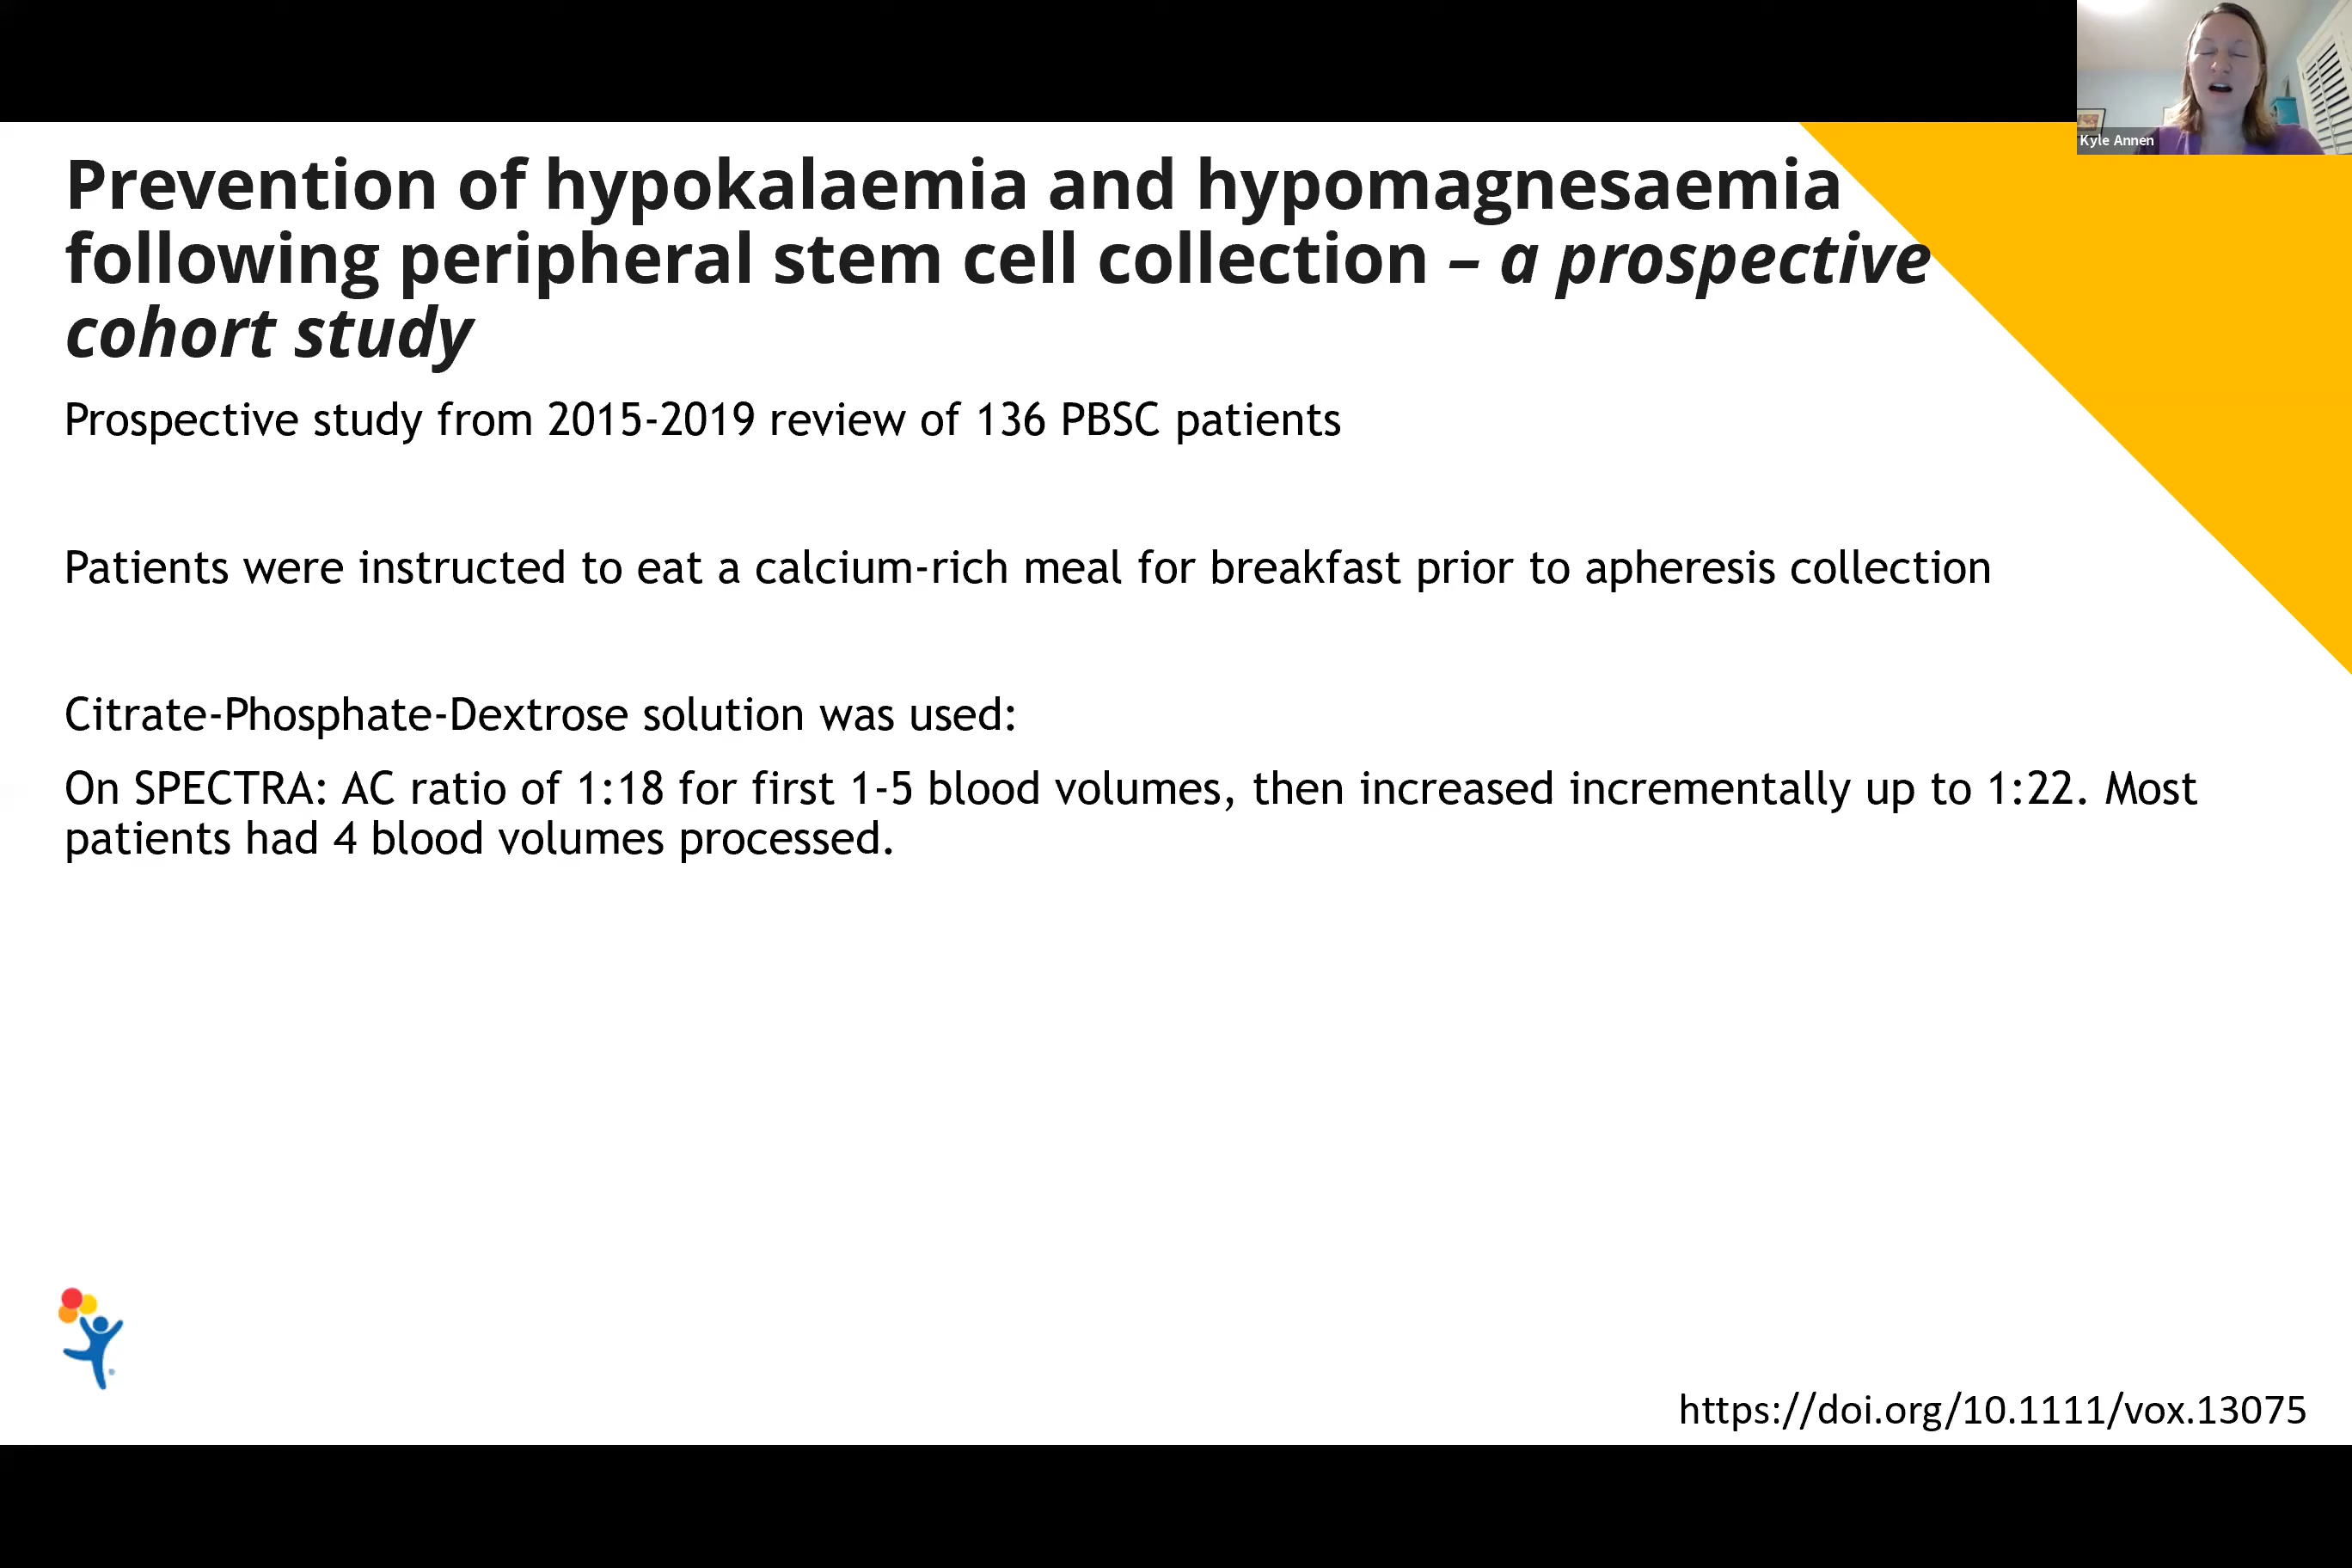 Kyle Annen
Prevention of hypokalaemia and hypomagnesaemia
following peripheral stem cell collection – a prospective
cohort study
Prospective study from 2015-2019 review of 136 PBSC patients
Patients were instructed to eat a calcium-rich meal for breakfast prior to apheresis collection
Citrate-Phosphate-Dextrose solution was used:
On SPECTRA: AC ratio of 1:18 for first 1-5 blood volumes, then increased incrementally up to 1:22. Most
patients had 4 blood volumes processed.
https://doi.org/10.1111/vox.13075